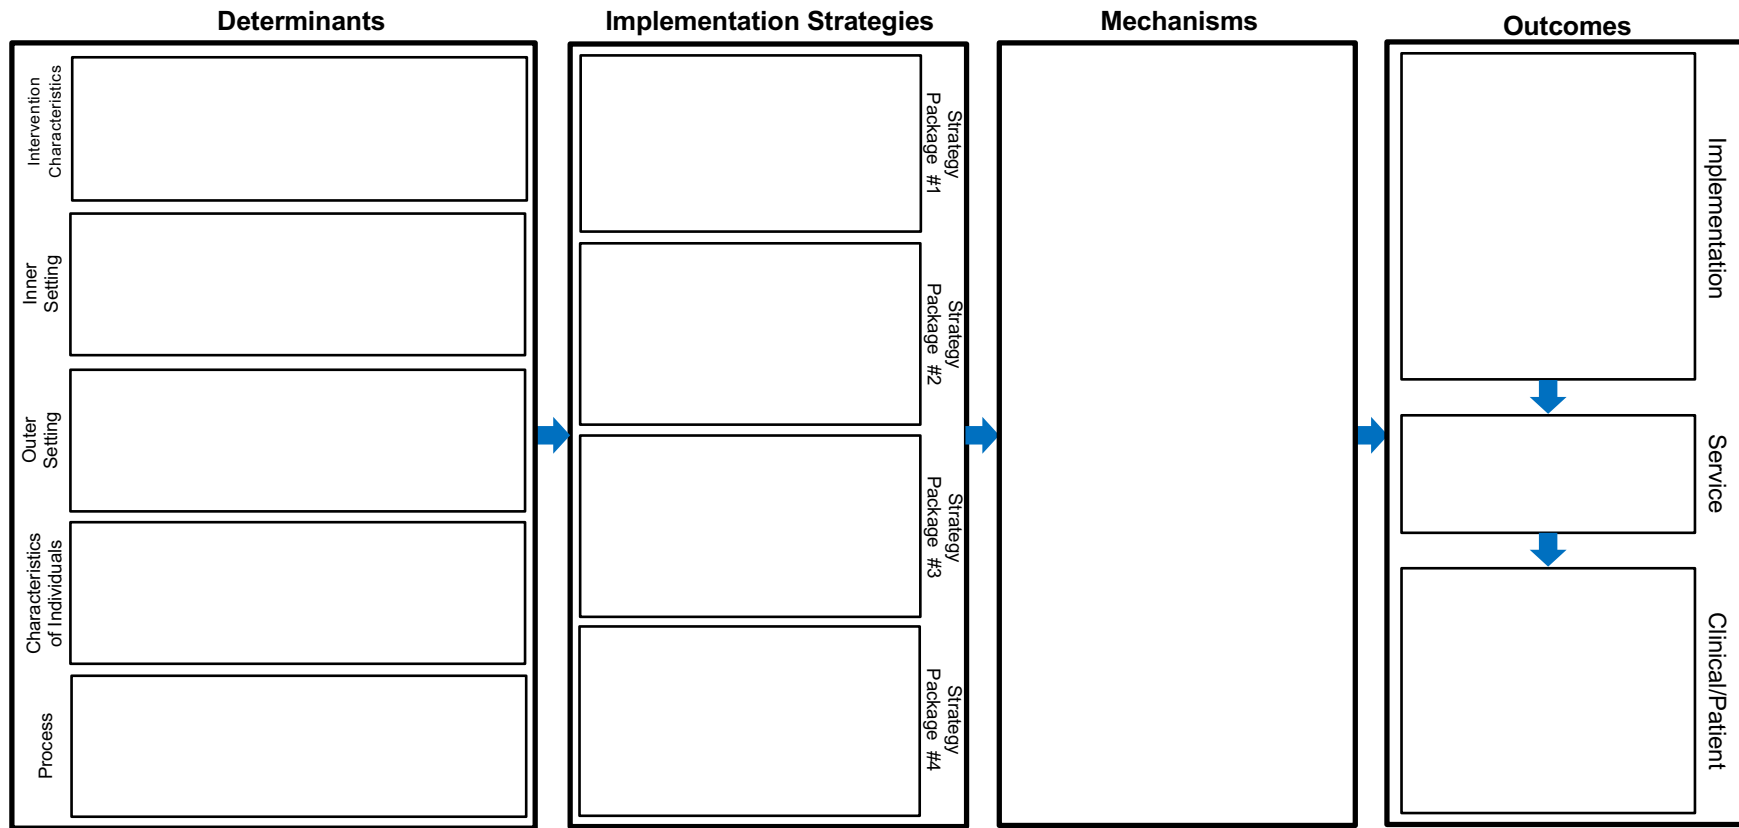 Determinants
Intervention
Characteristics
Inner
Setting
Outer
Setting
Characteristics
of Individuals
Process
Implementation Strategies
Strategy
Package #1
Strategy
Package #2
Strategy
Package #3
Strategy
Package #4
Mechanisms
Outcomes
Implementation
Service
Clinical/Patient